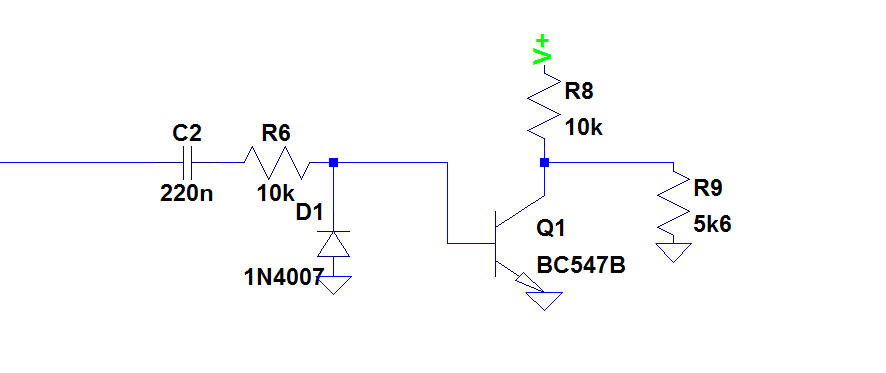 V+
R8
10k
C2
220n
R6
10k
D1
1N4007
R9
5k6
Q1
BC547B